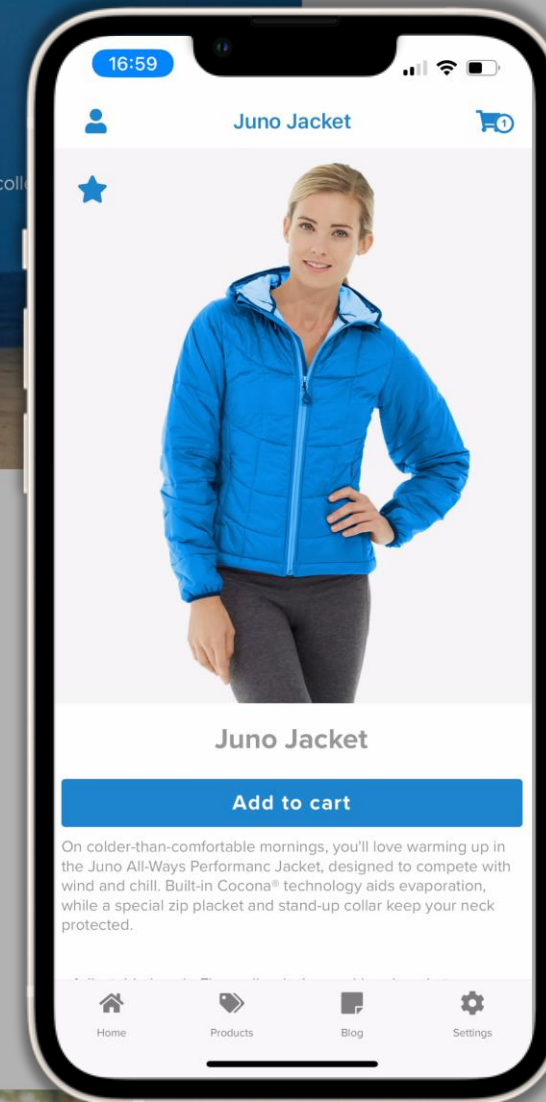 16:59
Juno Jacket
1
Juno Jacket
Add to cart
On colder-than-comfortable mornings, you'll love warming up in
the Juno All-Ways Performanc Jacket, designed to compete with
wind and chill. Built-in Cocona® technology aids evaporation,
while a special zip placket and stand-up collar keep your neck
protected.
Home Products Blog Settings